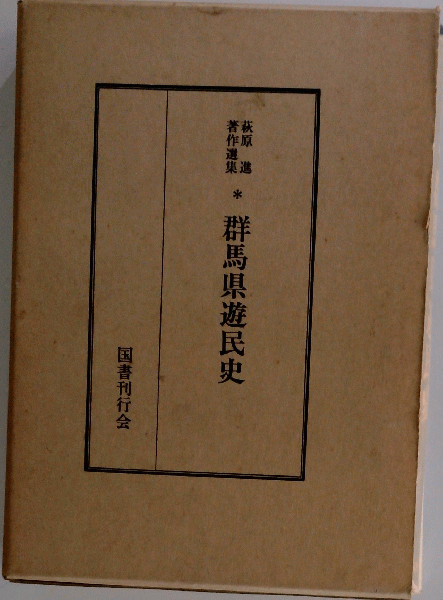 萩原 進
著作選集
*
群馬県遊民史
国書刊行会